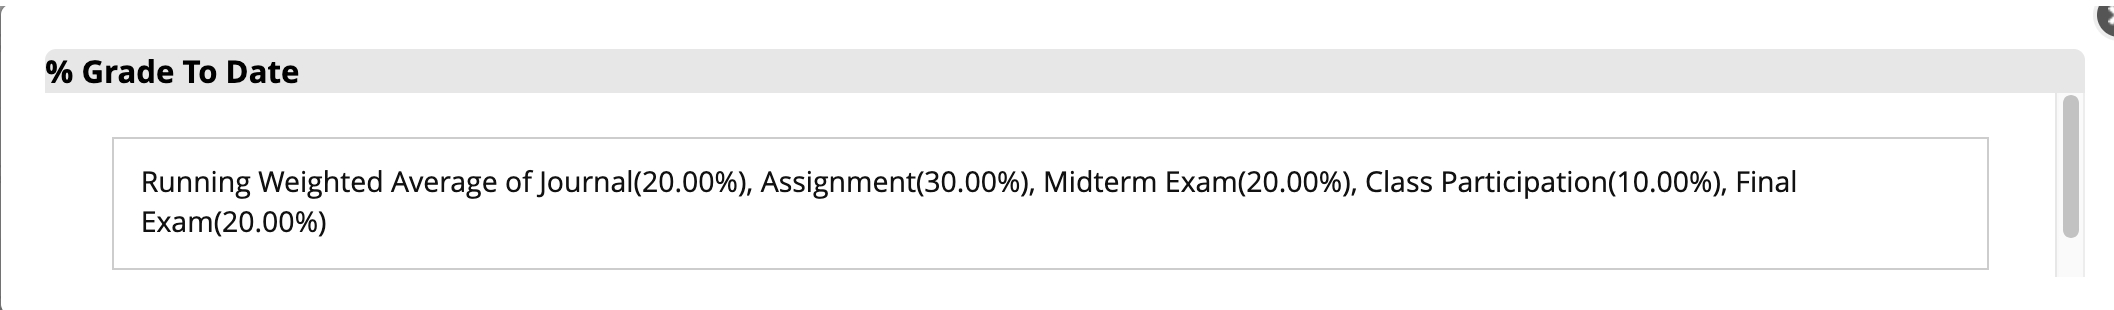 % Grade To Date
Running Weighted Average of Journal(20.00%), Assignment(30.00%), Midterm Exam(20.00%), Class Participation(10.00%), Final
Exam(20.00%)